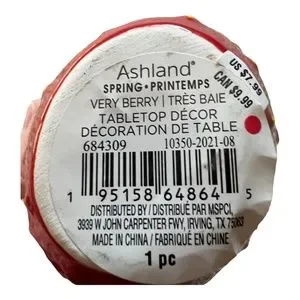 Ashland®
SPRING • PRINTEMPS
VERY BERRY | TRÈS BAIE
TABLETOP DÉCOR
DÉCORATION DE TABLE
684309 10350-2021-08
1 95158 64864 5
DISTRIBUTED BY / DISTRIBUÉ PAR MSPCI,
3939 W JOHN CARPENTER FWY, IRVING, TX 75063
MADE IN CHINA / FABRIQUÉ EN CHINE
1 pc
US $7.99
CAN $9.99